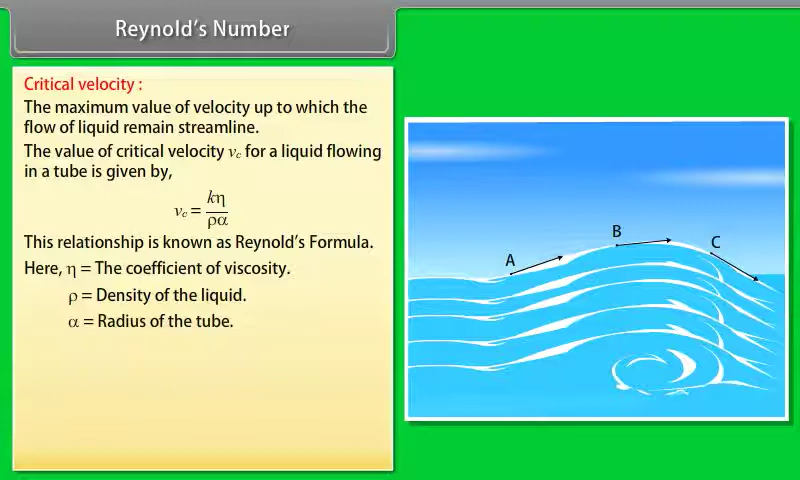 Reynold's Number
Critical velocity :
The maximum value of velocity up to which the
flow of liquid remain streamline.
The value of critical velocity v_c for a liquid flowing
in a tube is given by,
v_c = kη/ρα
This relationship is known as Reynold's Formula.
Here, η = The coefficient of viscosity.
ρ = Density of the liquid.
α = Radius of the tube.
A
B
C